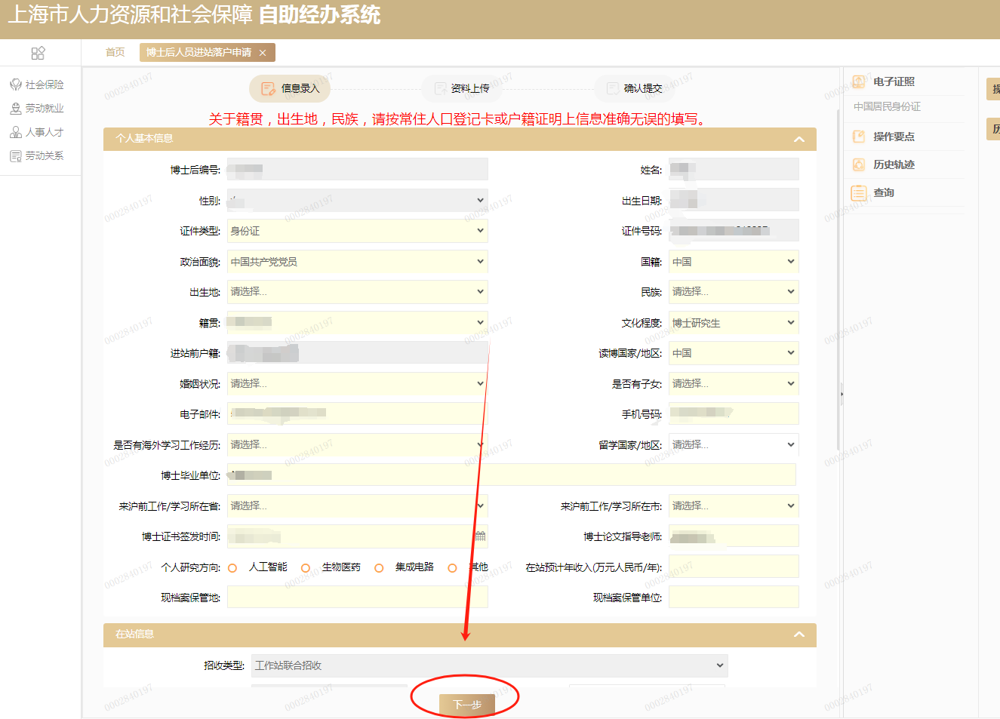 上海市人力资源和社会保障 自助经办系统
首页
博士后人员进站落户申请 ×
社会保险
劳动就业
人事人才
劳动关系
信息录入
资料上传
确认提交
关于籍贯，出生地，民族，请按常住人口登记卡或户籍证明上信息准确无误的填写。
个人基本信息
博士后编号:
姓名:
性别:
出生日期:
证件类型: 身份证
证件号码:
政治面貌: 中国共产党党员
国籍: 中国
出生地: 请选择...
民族: 请选择...
籍贯:
文化程度: 博士研究生
进站前户籍:
读博国家/地区: 中国
婚姻状况: 请选择...
是否有子女: 请选择...
电子邮件:
手机号码:
是否有海外学习工作经历: 请选择...
留学国家/地区: 请选择...
博士毕业单位:
来沪前工作/学习所在省: 请选择...
来沪前工作/学习所在市: 请选择...
博士证书签发时间:
博士论文指导老师:
个人研究方向: 人工智能 生物医药 集成电路 其他
在站预计年收入(万元人民币/年):
现档案保管地:
现档案保管单位:
在站信息
招收类型: 工作站联合招收
下一步
电子证照
中国居民身份证
操作要点
历史轨迹
查询
操
历
0002840197